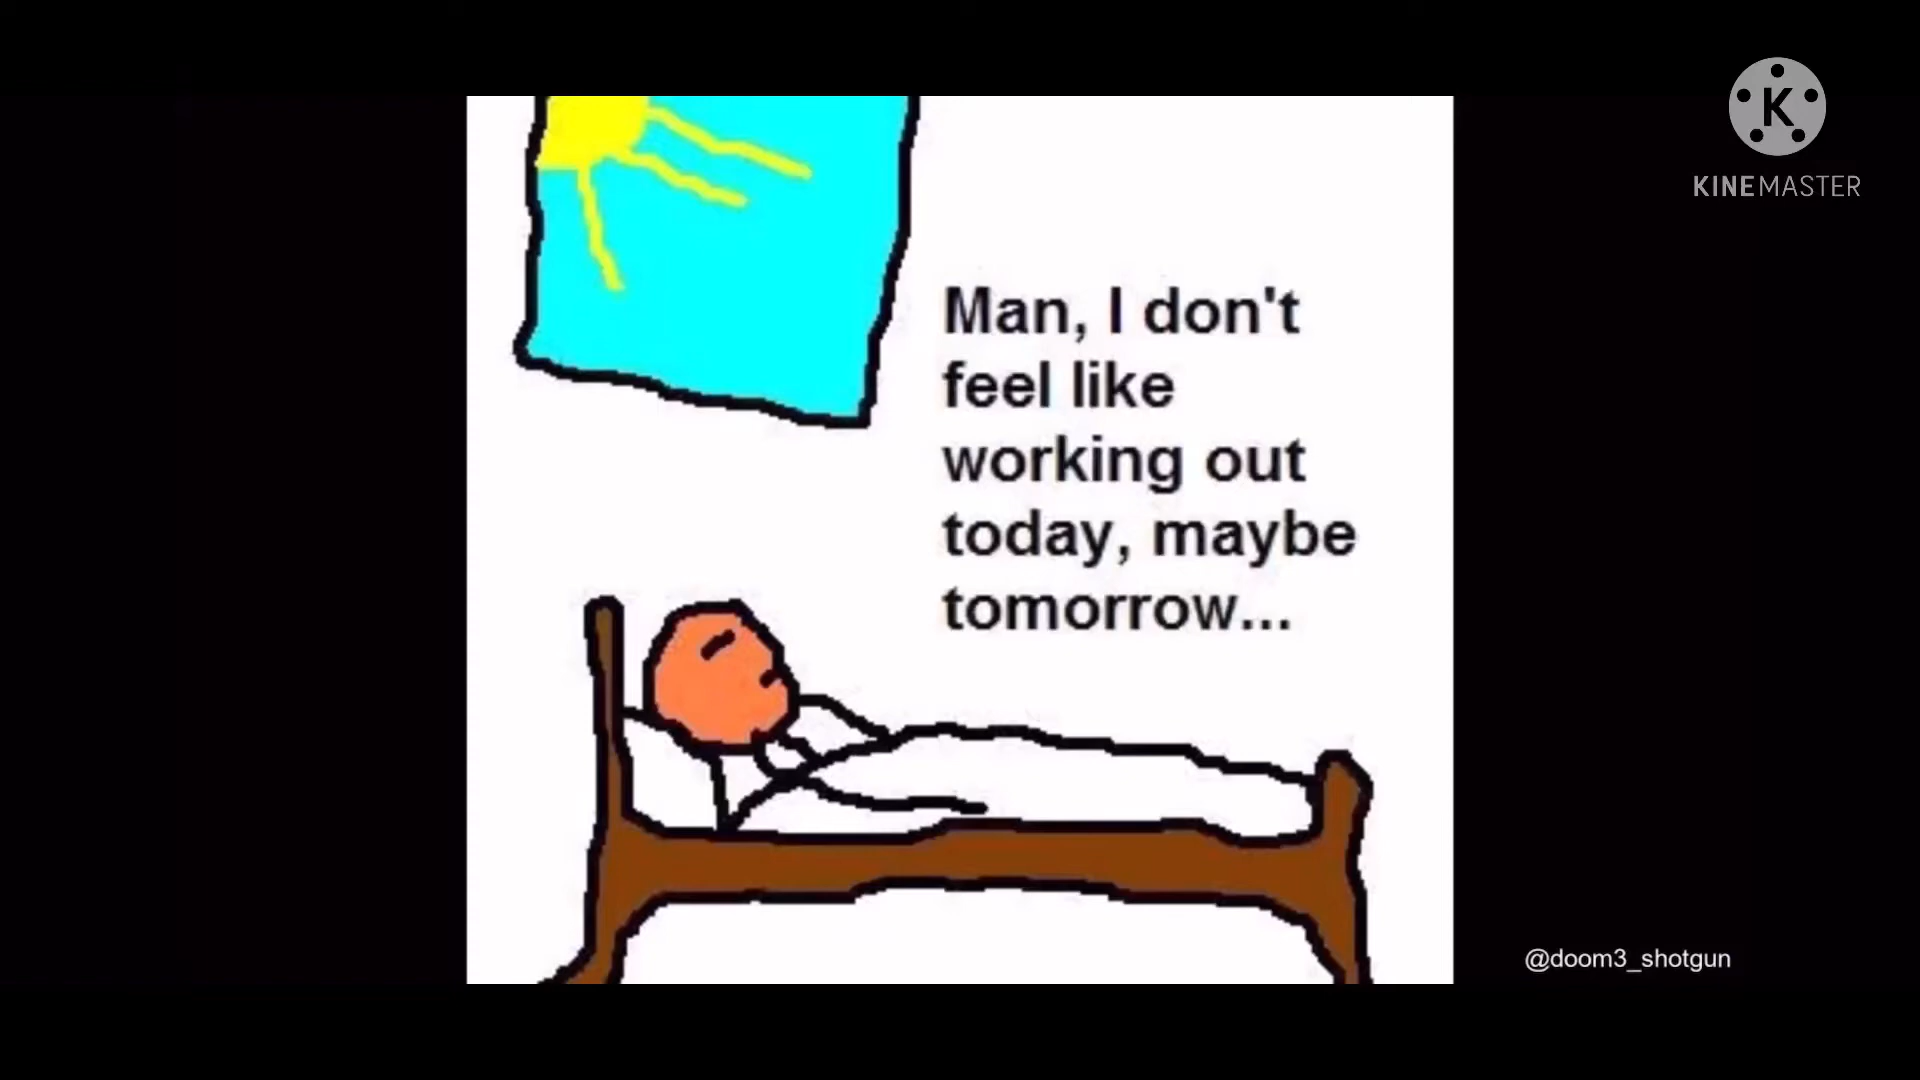 K
KINEMASTER
Man, I don't
feel like
working out
today, maybe
tomorrow...
@doom3_shotgun